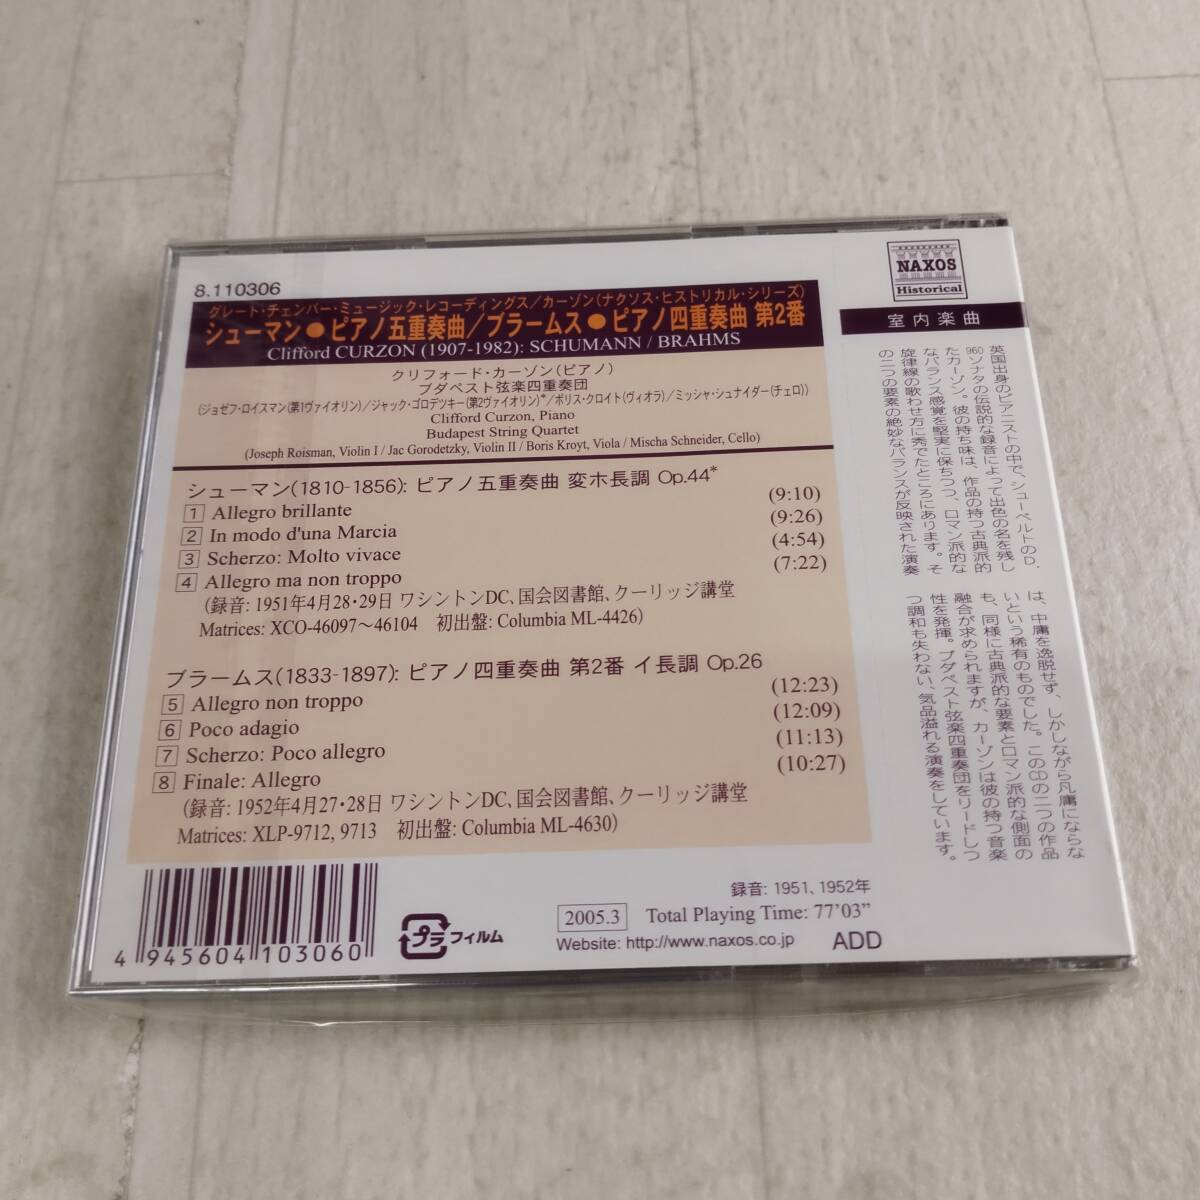 8.110306
グレート・チェンバー・ミュージック・レコーディングス／カーゾン(ナクソス・ヒストリカル・シリーズ)
シューマン●ピアノ五重奏曲／ブラームス●ピアノ四重奏曲 第2番
Clifford CURZON (1907-1982): SCHUMANN / BRAHMS
クリフォード・カーゾン(ピアノ)
ブダペスト弦楽四重奏団
(ジョゼフ・ロイスマン(第1ヴァイオリン)／ジャック・ゴロデツキー(第2ヴァイオリン)*／ボリス・クロイト(ヴィオラ)／ミッシャ・シュナイダー(チェロ))
Clifford Curzon, Piano
Budapest String Quartet
(Joseph Roisman, Violin I / Jac Gorodetzky, Violin II / Boris Kroyt, Viola / Mischa Schneider, Cello)
シューマン(1810-1856): ピアノ五重奏曲 変ホ長調 Op.44*
1 Allegro brillante (9:10)
2 In modo d'una Marcia (9:26)
3 Scherzo: Molto vivace (4:54)
4 Allegro ma non troppo (7:22)
(録音: 1951年4月28・29日 ワシントンDC、国会図書館、クーリッジ講堂
Matrices: XCO-46097～46104 初出盤: Columbia ML-4426)
ブラームス(1833-1897): ピアノ四重奏曲 第2番 イ長調 Op.26
5 Allegro non troppo (12:23)
6 Poco adagio (12:09)
7 Scherzo: Poco allegro (11:13)
8 Finale: Allegro (10:27)
(録音: 1952年4月27・28日 ワシントンDC、国会図書館、クーリッジ講堂
Matrices: XLP-9712, 9713 初出盤: Columbia ML-4630)
4 945604 103060
プラ フィルム
録音: 1951、1952年
2005.3 Total Playing Time: 77'03"
Website: http://www.naxos.co.jp ADD
NAXOS
Historical
室内楽曲
英国出身のピアニストの中で、シューベルトのD.
960ソナタの伝説的な録音によって出色の名を残し
たカーゾン。彼の持ち味は、作品の持つ古典派的
なバランス感覚を堅実に保ちつつ、ロマン派的な
旋律線の歌わせ方に秀でたところにあります。そ
の二つの要素の絶妙なバランスが反映された演奏
は、中庸を逸脱せず、しかしながら凡庸にならな
いという稀有のものでした。このCDの二つの作品
も、同様に古典派的な要素とロマン派的な側面の
融合が求められますが、カーゾンは彼の持つ音楽
性を発揮。ブダペスト弦楽四重奏団をリードしつ
つ調和も失わない、気品溢れる演奏をしています。